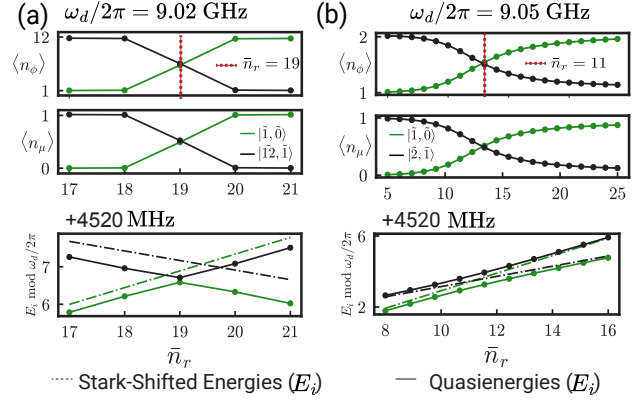 (a) ω_d/2π = 9.02 GHz
⟨n_ϕ⟩
12
1
n̄_r = 19
⟨n_μ⟩
1
0
|1̃, 0̃⟩
|1̃2, 1̃⟩
17 18 19 20 21
+4520 MHz
E_i mod ω_d/2π
7
6
17 18 19 20 21
n̄_r
(b) ω_d/2π = 9.05 GHz
⟨n_ϕ⟩
2
1
n̄_r = 11
⟨n_μ⟩
1
0
|1̃, 0̃⟩
|2̃, 1̃⟩
5 10 15 20 25
+4520 MHz
E_i mod ω_d/2π
6
2
8 10 12 14 16
n̄_r
Stark-Shifted Energies (E_i)
Quasienergies (E_i)